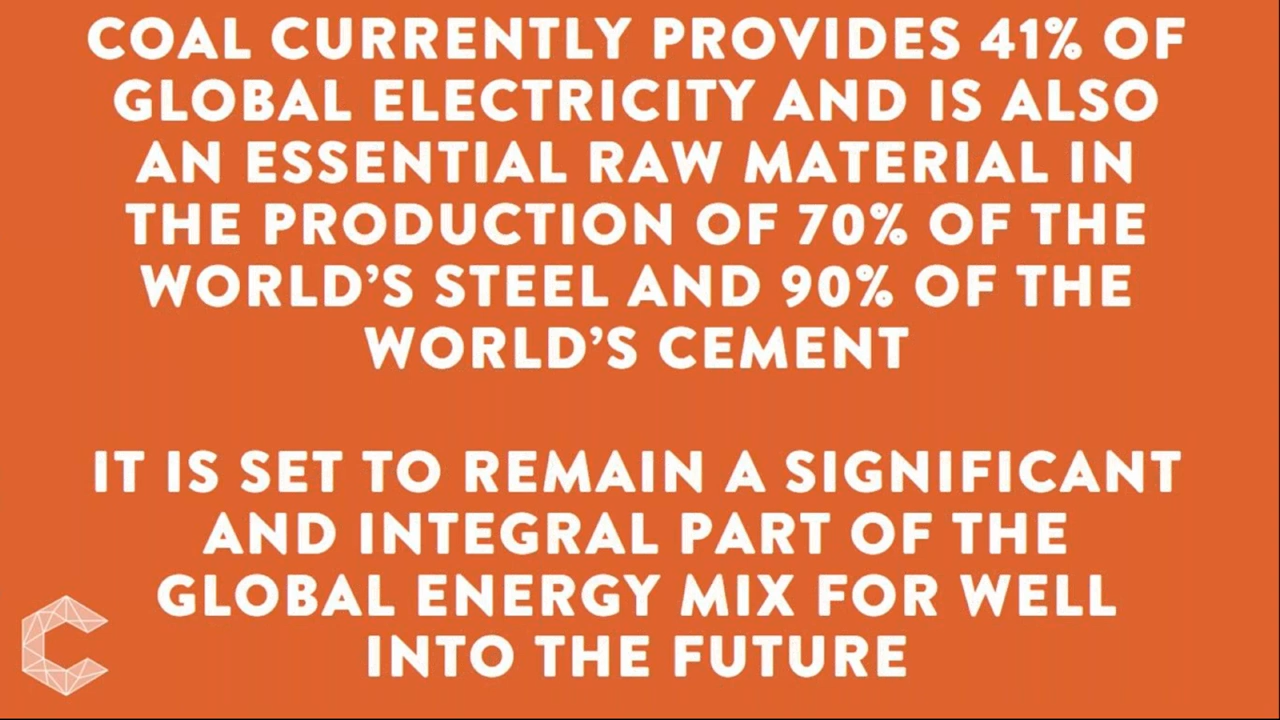 COAL CURRENTLY PROVIDES 41% OF
GLOBAL ELECTRICITY AND IS ALSO
AN ESSENTIAL RAW MATERIAL IN
THE PRODUCTION OF 70% OF THE
WORLD’S STEEL AND 90% OF THE
WORLD’S CEMENT
IT IS SET TO REMAIN A SIGNIFICANT
AND INTEGRAL PART OF THE
GLOBAL ENERGY MIX FOR WELL
INTO THE FUTURE